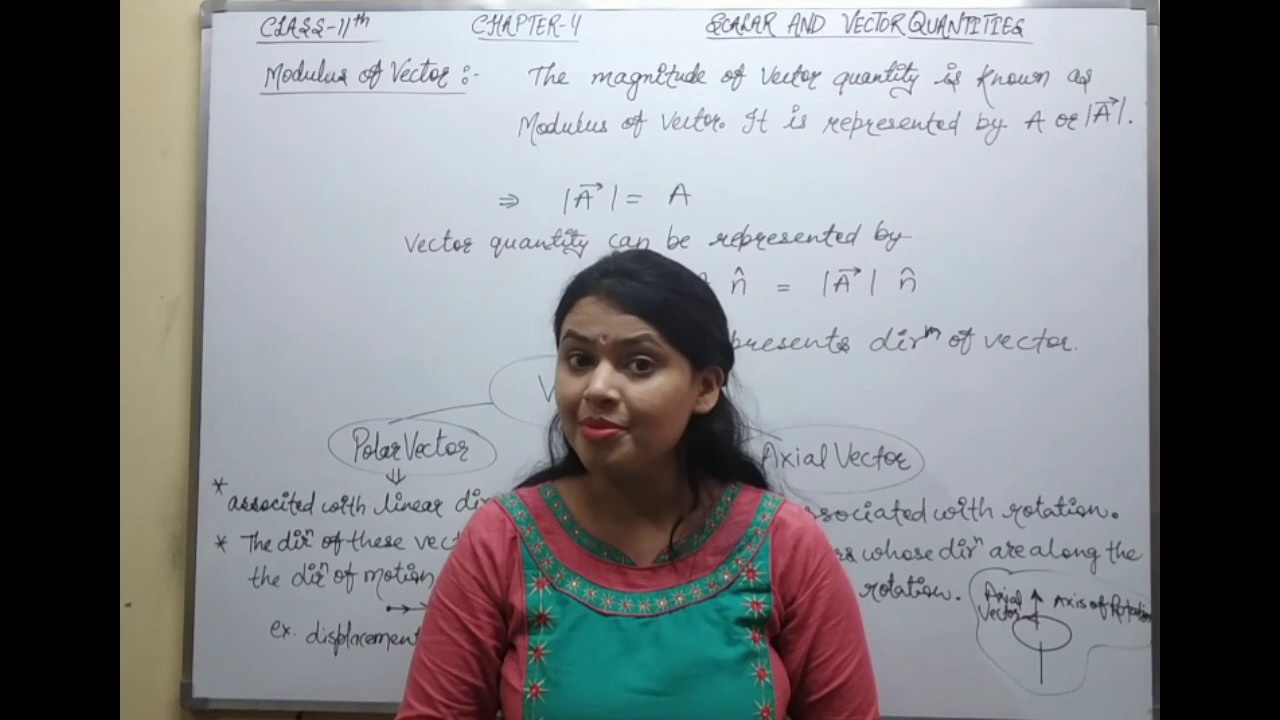 CLASS-11th CHAPTER-4 SCALAR AND VECTOR QUANTITIES
Modulus of Vector :- The magnitude of Vector quantity is known as
Modulus of Vector. It is represented by A or |A⃗|.
⇒ |A⃗| = A
Vector quantity can be represented by
n̂ = |A⃗| n̂
dirⁿ of vector.
Polar Vector Axial Vector
* associted with linear associated with rotation.
* The dirⁿ of these whose dirⁿ are along the
the dirⁿ of motion rotation.
Axial Vector Axis of Rotation
ex. displacement